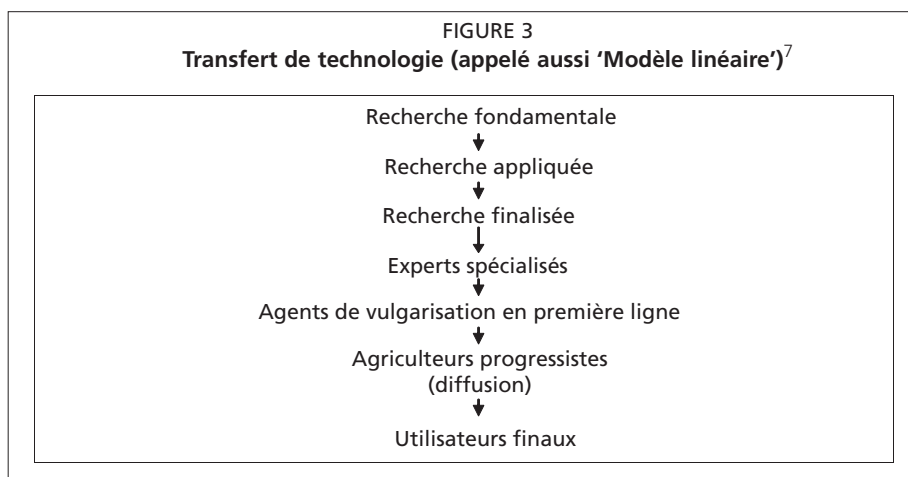 FIGURE 3
Transfert de technologie (appelé aussi ‘Modèle linéaire’)7
Recherche fondamentale
Recherche appliquée
Recherche finalisée
Experts spécialisés
Agents de vulgarisation en première ligne
Agriculteurs progressistes
(diffusion)
Utilisateurs finaux